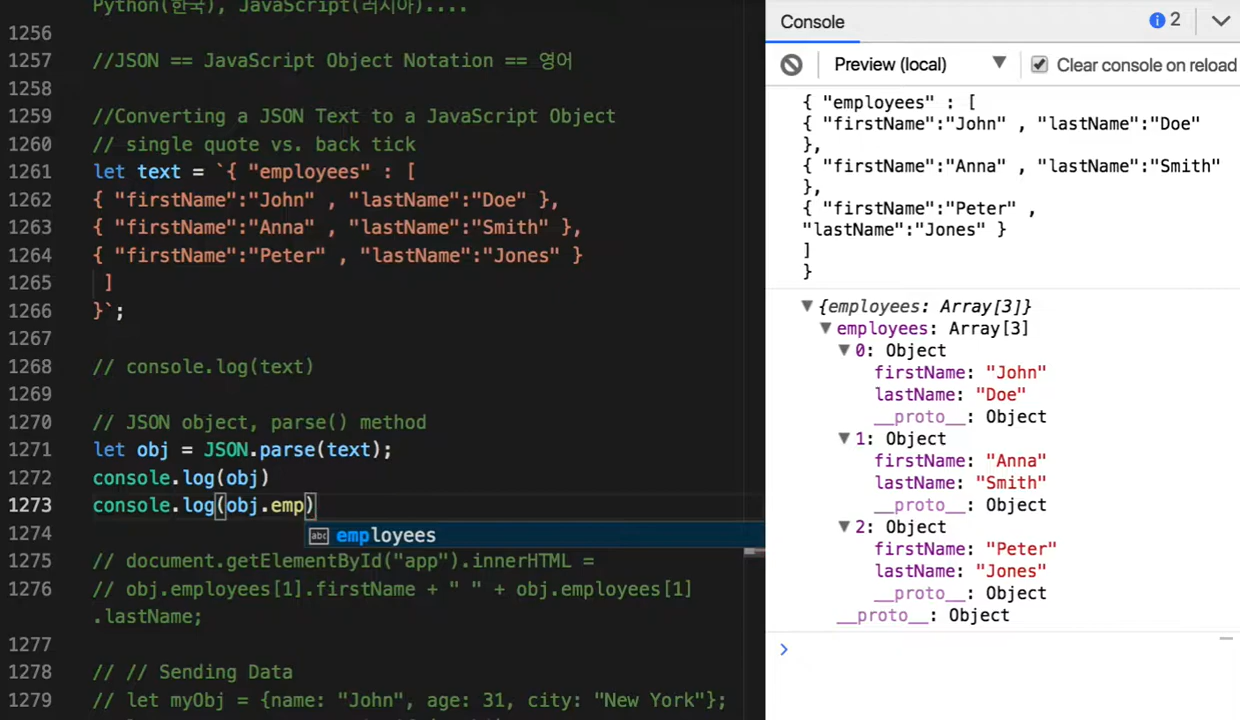 Python(한국), JavaScript(러시아)....
1256
1257 //JSON == JavaScript Object Notation == 영어
1258
1259 //Converting a JSON Text to a JavaScript Object
1260 // single quote vs. back tick
1261 let text = `{ "employees" : [
1262 { "firstName":"John" , "lastName":"Doe" },
1263 { "firstName":"Anna" , "lastName":"Smith" },
1264 { "firstName":"Peter" , "lastName":"Jones" }
1265 ]
1266 }`;
1267
1268 // console.log(text)
1269
1270 // JSON object, parse() method
1271 let obj = JSON.parse(text);
1272 console.log(obj)
1273 console.log(obj.emp)
abc employees
1274
1275 // document.getElementById("app").innerHTML =
1276 // obj.employees[1].firstName + " " + obj.employees[1]
.lastName;
1277
1278 // // Sending Data
1279 // let myObj = {name: "John", age: 31, city: "New York"};
Console 2
Preview (local) Clear console on reload
{ "employees" : [
{ "firstName":"John" , "lastName":"Doe"
},
{ "firstName":"Anna" , "lastName":"Smith"
},
{ "firstName":"Peter" ,
"lastName":"Jones" }
]
}
{employees: Array[3]}
employees: Array[3]
0: Object
firstName: "John"
lastName: "Doe"
__proto__: Object
1: Object
firstName: "Anna"
lastName: "Smith"
__proto__: Object
2: Object
firstName: "Peter"
lastName: "Jones"
__proto__: Object
__proto__: Object